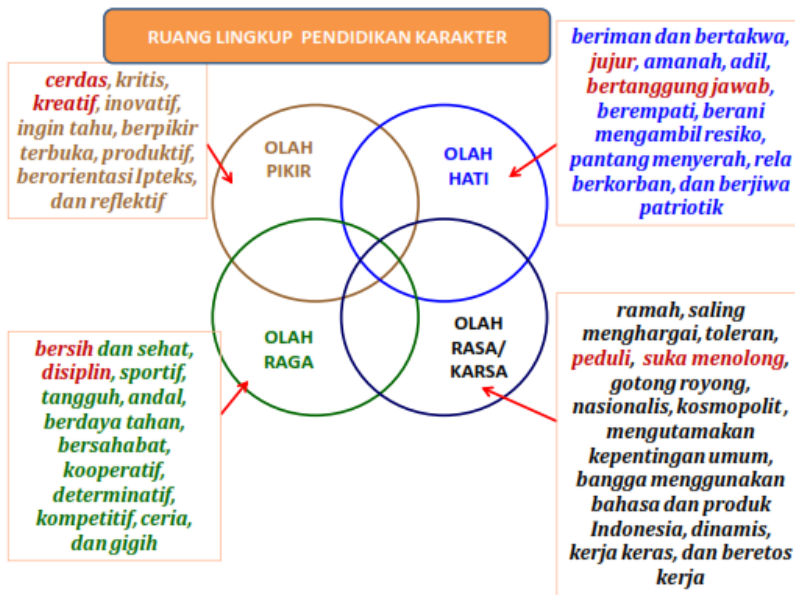 RUANG LINGKUP PENDIDIKAN KARAKTER
cerdas, kritis,
kreatif, inovatif,
ingin tahu, berpikir
terbuka, produktif,
berorientasi Ipteks,
dan reflektif
OLAH
PIKIR
OLAH
HATI
beriman dan bertakwa,
jujur, amanah, adil,
bertanggung jawab,
berempati, berani
mengambil resiko,
pantang menyerah, rela
berkorban, dan berjiwa
patriotik
bersih dan sehat,
disiplin, sportif,
tangguh, andal,
berdaya tahan,
bersahabat,
kooperatif,
determinatif,
kompetitif, ceria,
dan gigih
OLAH
RAGA
OLAH
RASA/
KARSA
ramah, saling
menghargai, toleran,
peduli, suka menolong,
gotong royong,
nasionalis, kosmopolit,
mengutamakan
kepentingan umum,
bangga menggunakan
bahasa dan produk
Indonesia, dinamis,
kerja keras, dan beretos
kerja